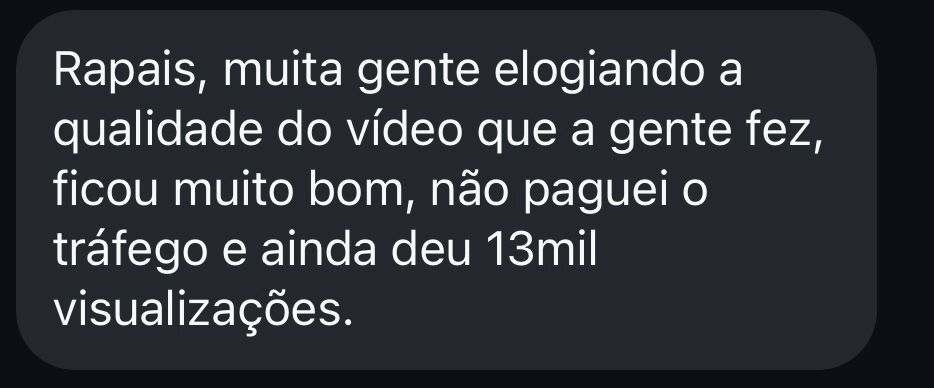 Rapais, muita gente elogiando a
qualidade do vídeo que a gente fez,
ficou muito bom, não paguei o
tráfego e ainda deu 13mil
visualizações.